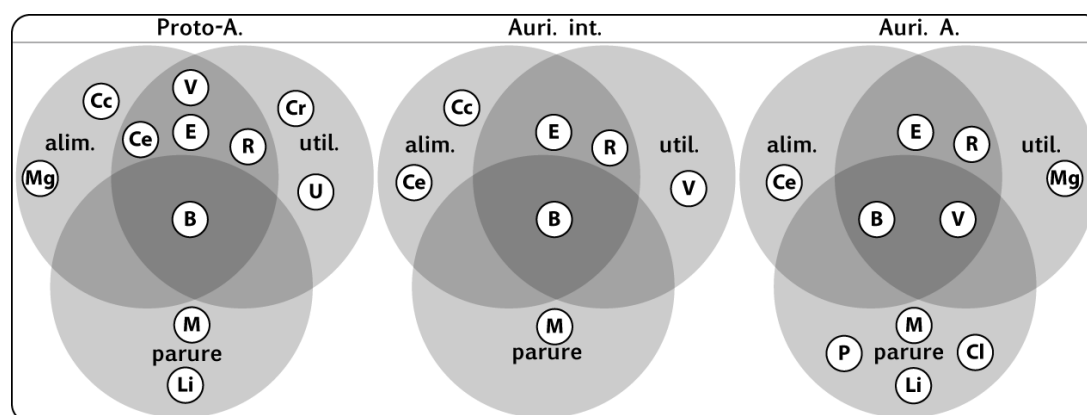 Proto-A. Auri. int. Auri. A.
V
Cc Cr
Ce E R
alim. util.
Mg U
B
M
parure
Li
Cc
E R
alim. util.
Ce V
B
M
parure
E R
alim. util.
Ce Mg
B V
M
P parure Cl
Li